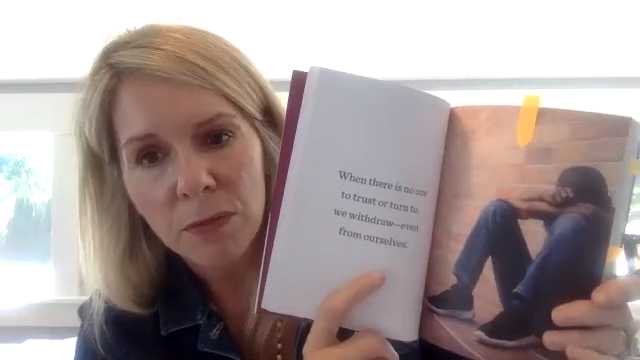 When there is no one
to trust or turn to,
we withdraw—even
from ourselves.